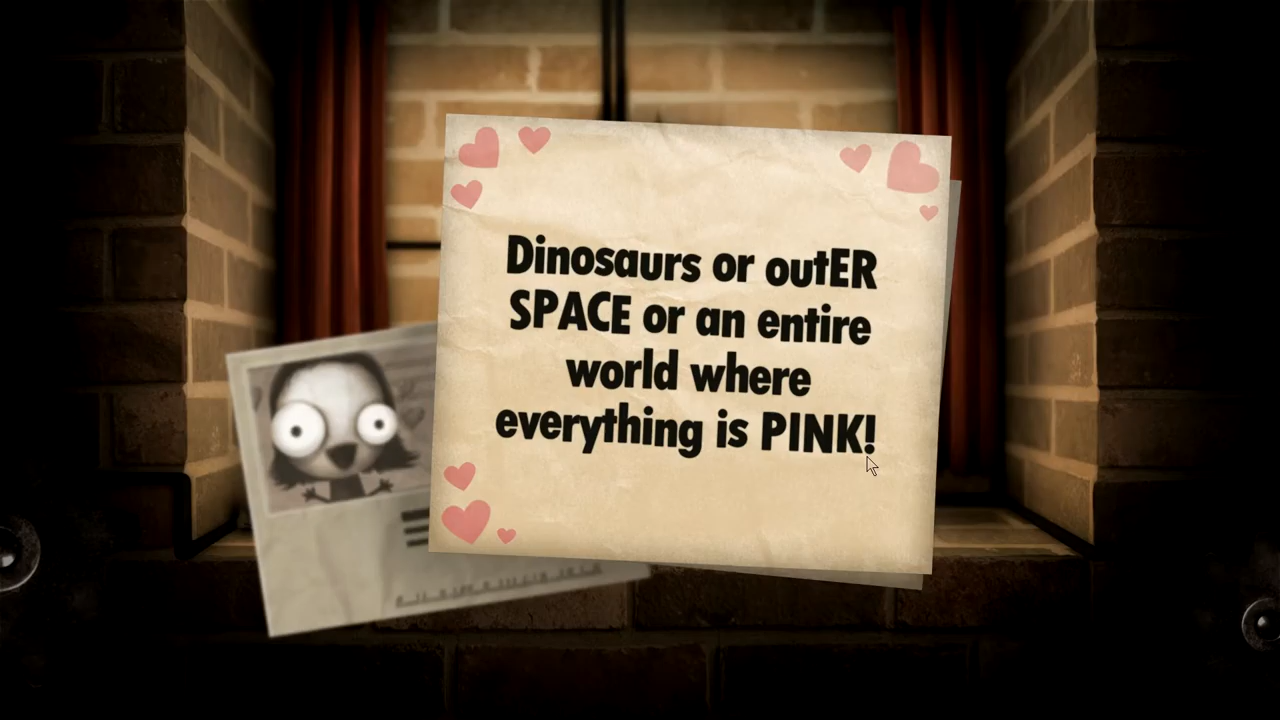 Dinosaurs or outER
SPACE or an entire
world where
everything is PINK!